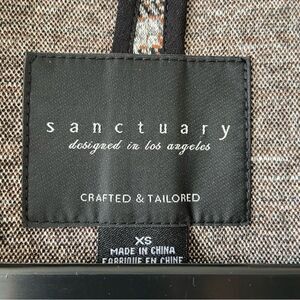 sanctuary
designed in los angeles
CRAFTED & TAILORED
XS
MADE IN CHINA
FABRIQUE EN CHINE